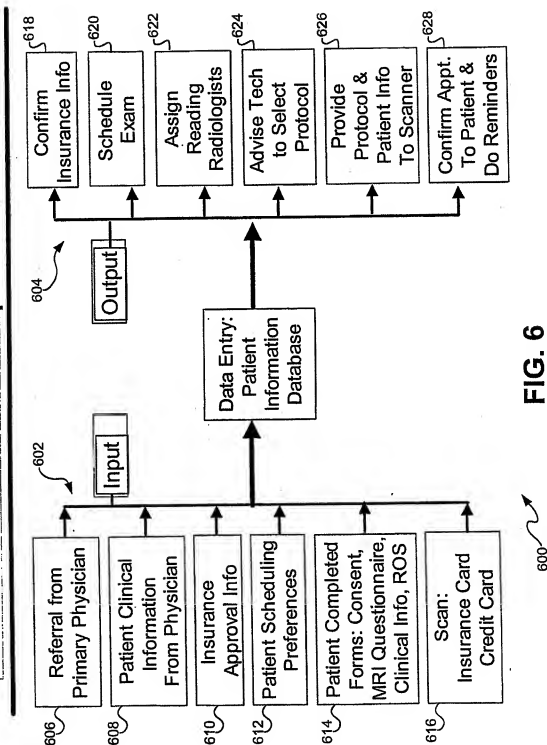 602
Input
606
Referral from
Primary Physician
608
Patient Clinical
Information
From Physician
610
Insurance
Approval Info
612
Patient Scheduling
Preferences
614
Patient Completed
Forms: Consent,
MRI Questionnaire,
Clinical Info, ROS
616
Scan:
Insurance Card
Credit Card
Data Entry:
Patient
Information
Database
604
Output
Confirm
Insurance Info
618
Schedule
Exam
620
Assign
Reading
Radiologists
622
Advise Tech
to Select
Protocol
624
Provide
Protocol &
Patient Info
To Scanner
626
Confirm Appt.
To Patient &
Do Reminders
628
600
FIG. 6